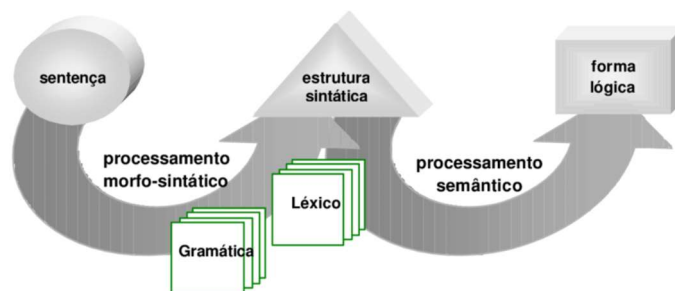 sentença
estrutura
sintática
forma
lógica
processamento
morfo-sintático
processamento
semântico
Léxico
Gramática